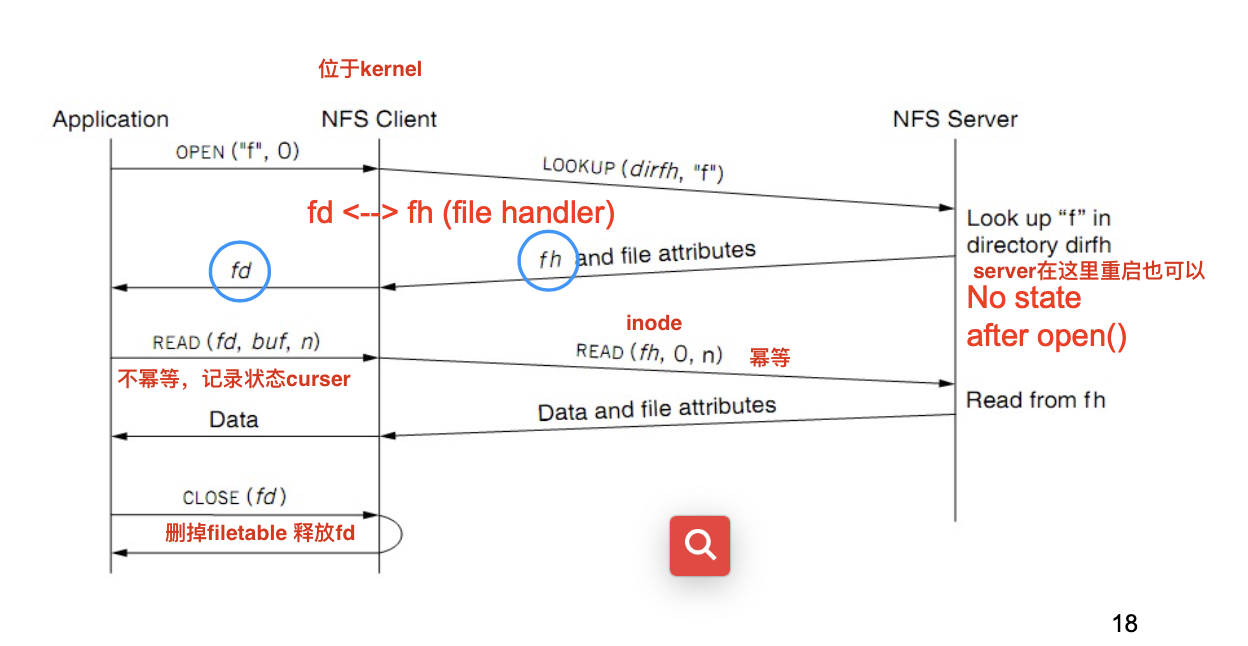 位于kernel
Application
NFS Client
NFS Server
OPEN ("f", 0)
LOOKUP (dirfh, "f")
fd <--> fh (file handler)
Look up “f” in
directory dirfh
fd
fh and file attributes
server在这里重启也可以
No state
after open()
inode
READ (fd, buf, n)
READ (fh, 0, n)
幂等
不幂等，记录状态curser
Data
Data and file attributes
Read from fh
CLOSE (fd)
删掉filetable 释放fd
18